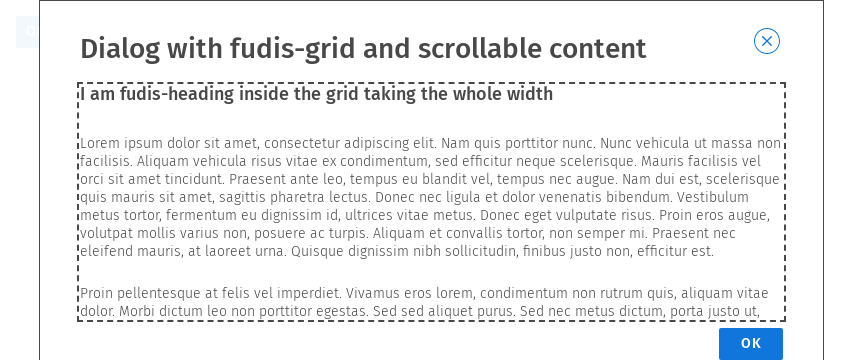 Dialog with fudis-grid and scrollable content
I am fudis-heading inside the grid taking the whole width
Lorem ipsum dolor sit amet, consectetur adipiscing elit. Nam quis porttitor nunc. Nunc vehicula ut massa non
facilisis. Aliquam vehicula risus vitae ex condimentum, sed efficitur neque scelerisque. Mauris facilisis vel
orci sit amet tincidunt. Praesent ante leo, tempus eu blandit vel, tempus nec augue. Nam dui est, scelerisque
quis mauris sit amet, sagittis pharetra lectus. Donec nec ligula et dolor venenatis bibendum. Vestibulum
metus tortor, fermentum eu dignissim id, ultrices vitae metus. Donec eget vulputate risus. Proin eros augue,
volutpat mollis varius non, posuere ac turpis. Aliquam et convallis tortor, non semper mi. Praesent nec
eleifend mauris, at laoreet urna. Quisque dignissim nibh sollicitudin, finibus justo non, efficitur est.
Proin pellentesque at felis vel imperdiet. Vivamus eros lorem, condimentum non rutrum quis, aliquam vitae
dolor. Morbi dictum leo non porttitor egestas. Sed sed aliquet purus. Sed nec metus dictum, porta justo ut,
OK